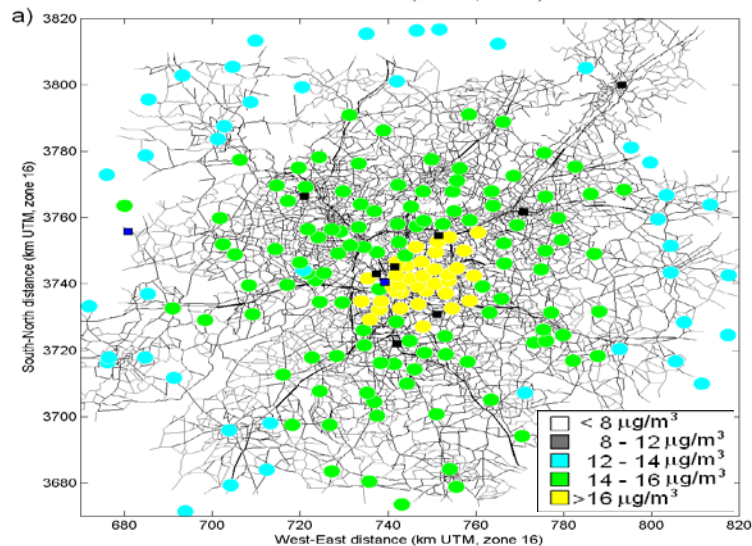 a)
3820
3800
3780
3760
3740
3720
3700
3680
South-North distance (km UTM, zone 16)
< 8 μg/m³
8 - 12 μg/m³
12 - 14 μg/m³
14 - 16 μg/m³
>16 μg/m³
680 700 720 740 760 780 800 820
West-East distance (km UTM, zone 16)